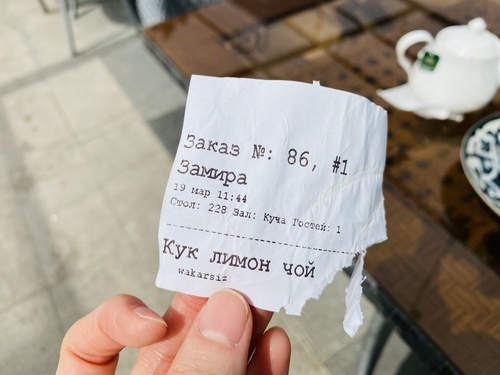 Заказ №: 86, #1
Замира
19 мар 11:44
Стол: 228 Зал: Куча Гостей: 1
Кук лимон чой
wakarsiz